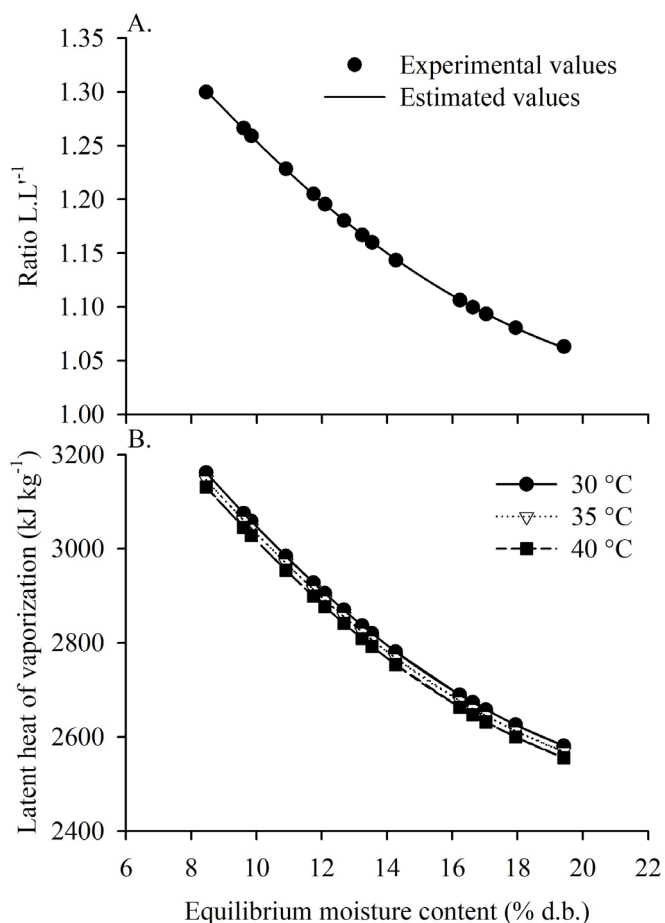 A.
1.35
1.30
1.25
1.20
1.15
1.10
1.05
1.00
Ratio L.L'⁻¹
Experimental values
Estimated values
B.
3200
3000
2800
2600
2400
Latent heat of vaporization (kJ kg⁻¹)
30 °C
35 °C
40 °C
6 8 10 12 14 16 18 20 22
Equilibrium moisture content (% d.b.)